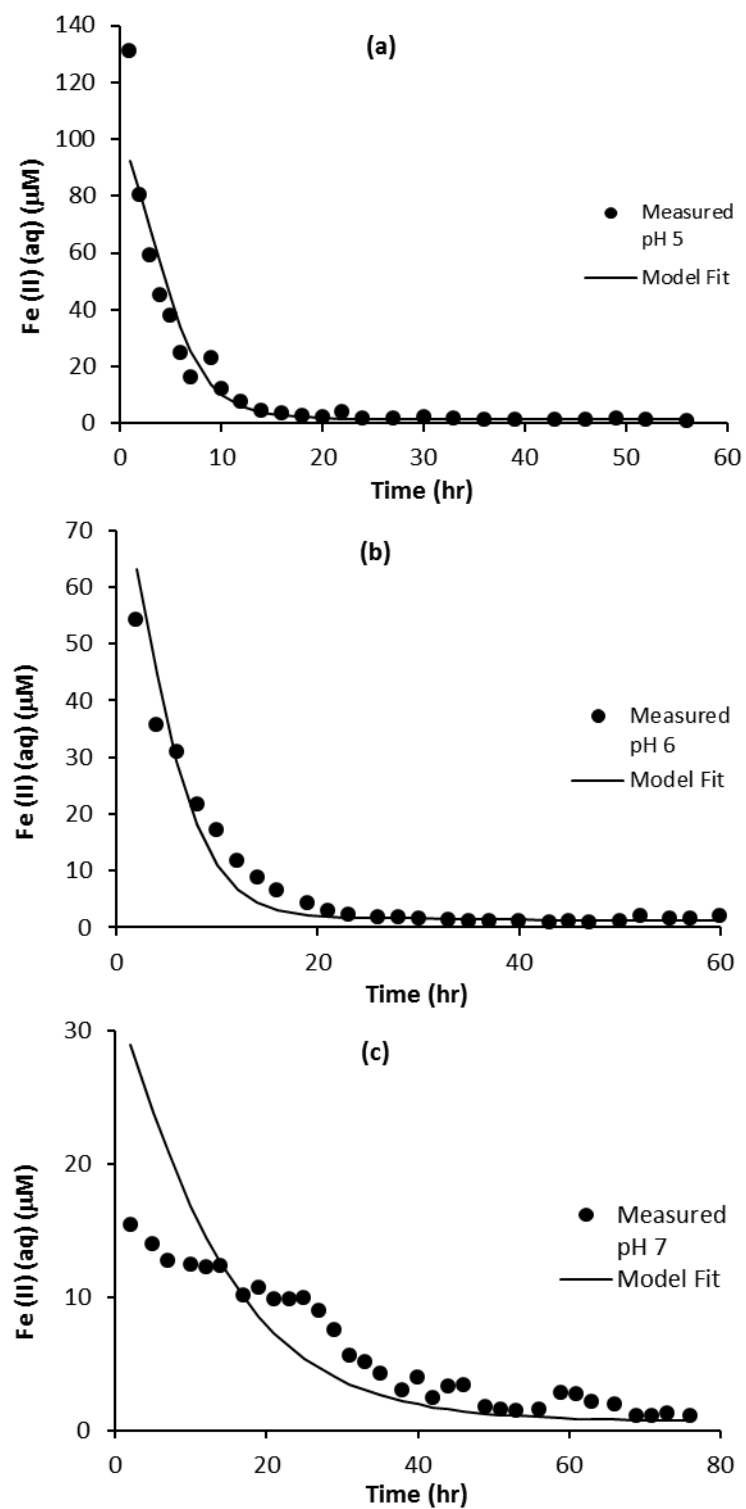 (a)
140
120
100
80
60
40
20
0
Fe (II) (aq) (µM)
Measured
pH 5
Model Fit
0 10 20 30 40 50 60
Time (hr)
(b)
70
60
50
40
30
20
10
0
Fe (II) (aq) (µM)
Measured
pH 6
Model Fit
0 20 40 60
Time (hr)
(c)
30
20
10
0
Fe (II) (aq) (µM)
Measured
pH 7
Model Fit
0 20 40 60 80
Time (hr)